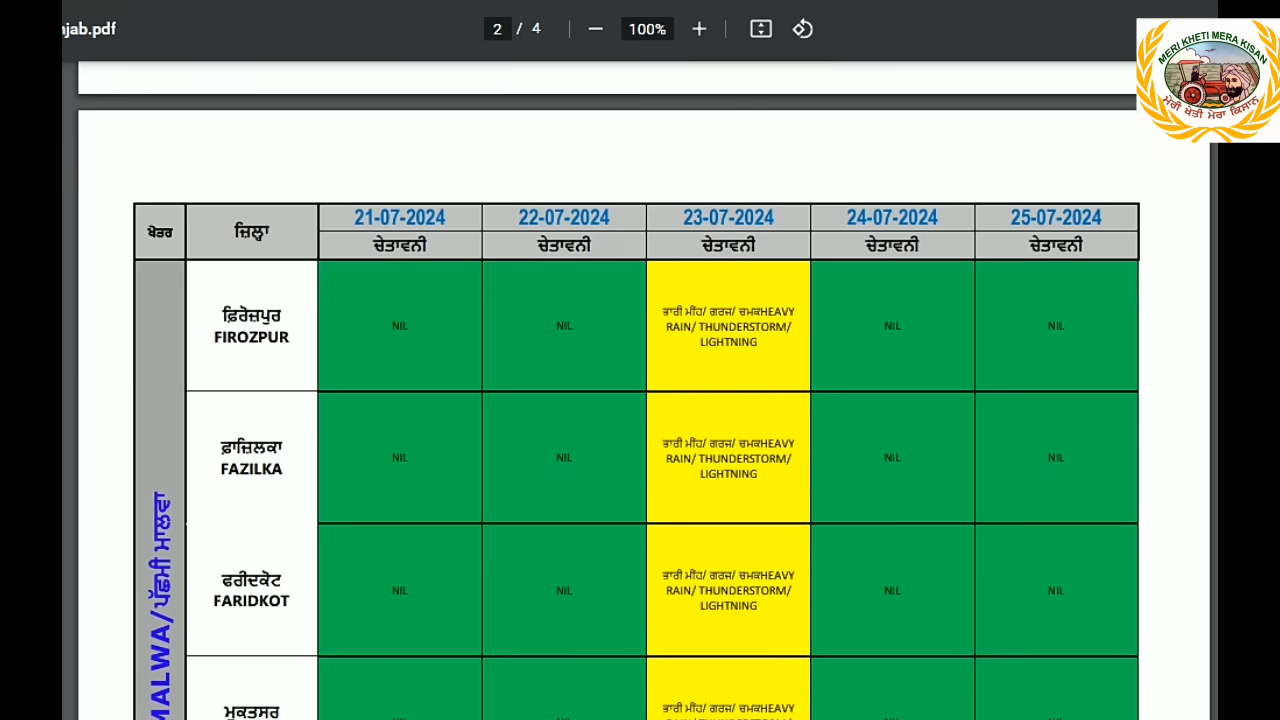 njab.pdf
2 / 4
100%
MERI KHETI MERA KISAN
ਮੇਰੀ ਖੇਤੀ ਮੇਰਾ ਕਿਸਾਨ
ਖੇਤਰ ਜ਼ਿਲ੍ਹਾ 21-07-2024 22-07-2024 23-07-2024 24-07-2024 25-07-2024
ਚੇਤਾਵਨੀ ਚੇਤਾਵਨੀ ਚੇਤਾਵਨੀ ਚੇਤਾਵਨੀ ਚੇਤਾਵਨੀ
MALWA/ਪੱਛਮੀ ਮਾਲਵਾ
ਫ਼ਿਰੋਜ਼ਪੁਰ
FIROZPUR
NIL
NIL
ਭਾਰੀ ਮੀਂਹ/ ਗਰਜ/ ਚਮਕHEAVY
RAIN/ THUNDERSTORM/
LIGHTNING
NIL
NIL
ਫ਼ਾਜ਼ਿਲਕਾ
FAZILKA
NIL
NIL
ਭਾਰੀ ਮੀਂਹ/ ਗਰਜ/ ਚਮਕHEAVY
RAIN/ THUNDERSTORM/
LIGHTNING
NIL
NIL
ਫਰੀਦਕੋਟ
FARIDKOT
NIL
NIL
ਭਾਰੀ ਮੀਂਹ/ ਗਰਜ/ ਚਮਕHEAVY
RAIN/ THUNDERSTORM/
LIGHTNING
NIL
NIL
ਮੁਕਤਸਰ
ਭਾਰੀ ਮੀਂਹ/ ਗਰਜ/ ਚਮਕHEAVY